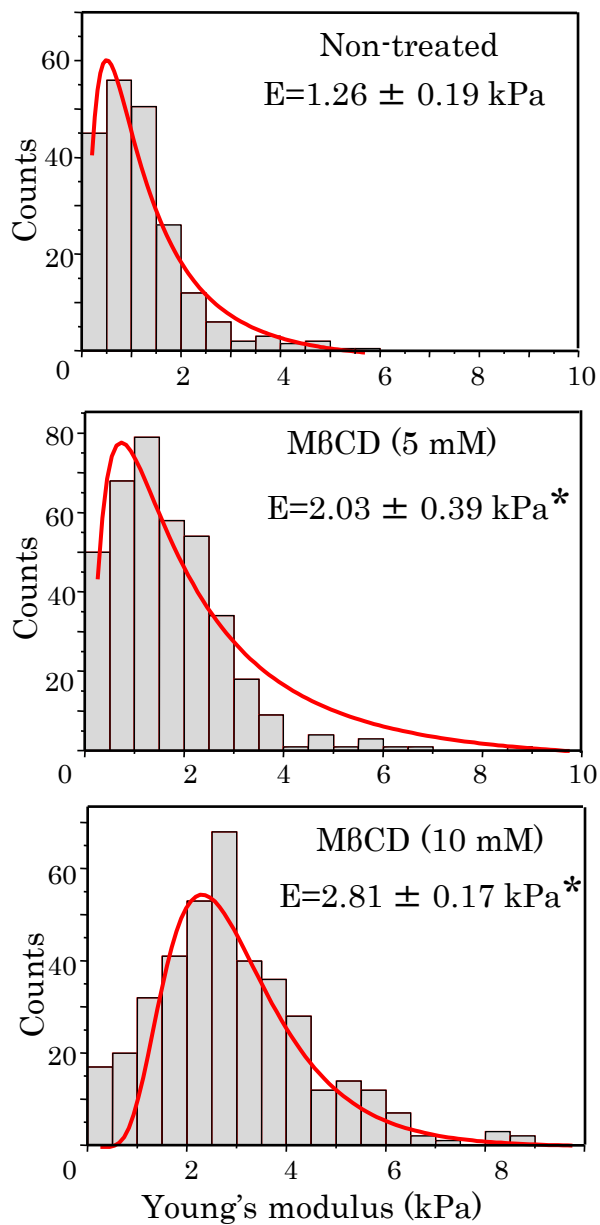 60
40
20
0
2
4
6
8
10
Counts
Non-treated
E=1.26 ± 0.19 kPa
80
60
40
20
0
2
4
6
8
10
Counts
MβCD (5 mM)
E=2.03 ± 0.39 kPa*
60
40
20
0
2
4
6
8
Counts
MβCD (10 mM)
E=2.81 ± 0.17 kPa*
Young's modulus (kPa)